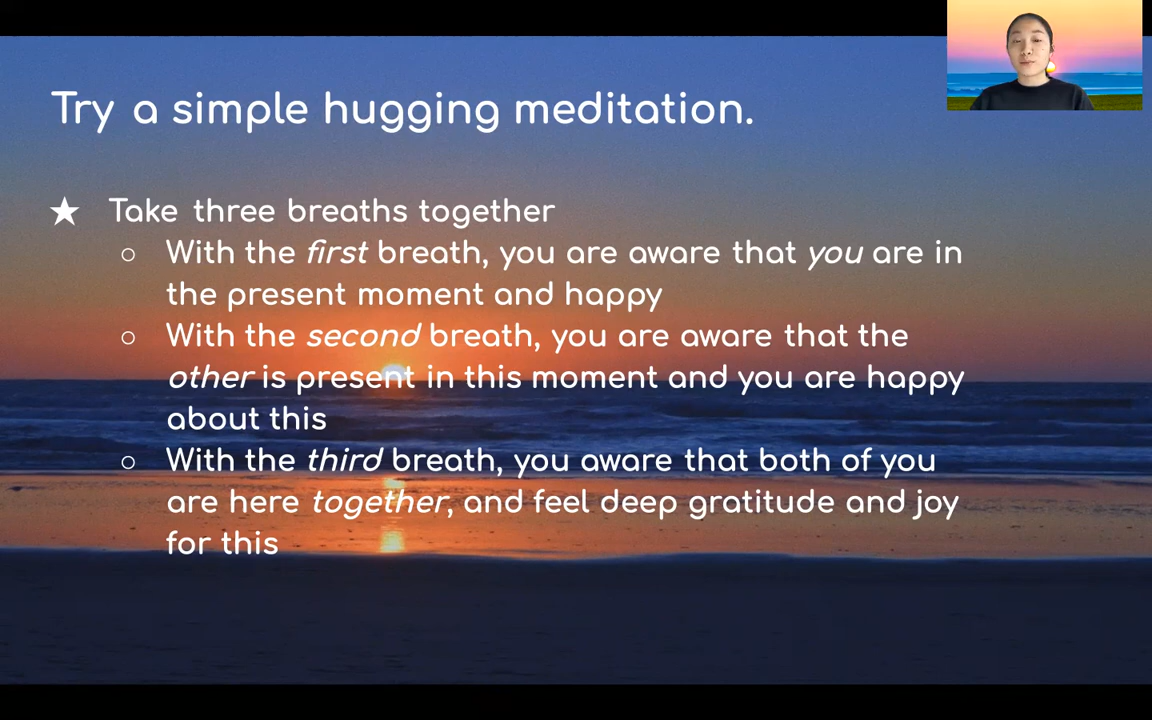 Try a simple hugging meditation.
★ Take three breaths together
○ With the first breath, you are aware that you are in
the present moment and happy
○ With the second breath, you are aware that the
other is present in this moment and you are happy
about this
○ With the third breath, you aware that both of you
are here together, and feel deep gratitude and joy
for this